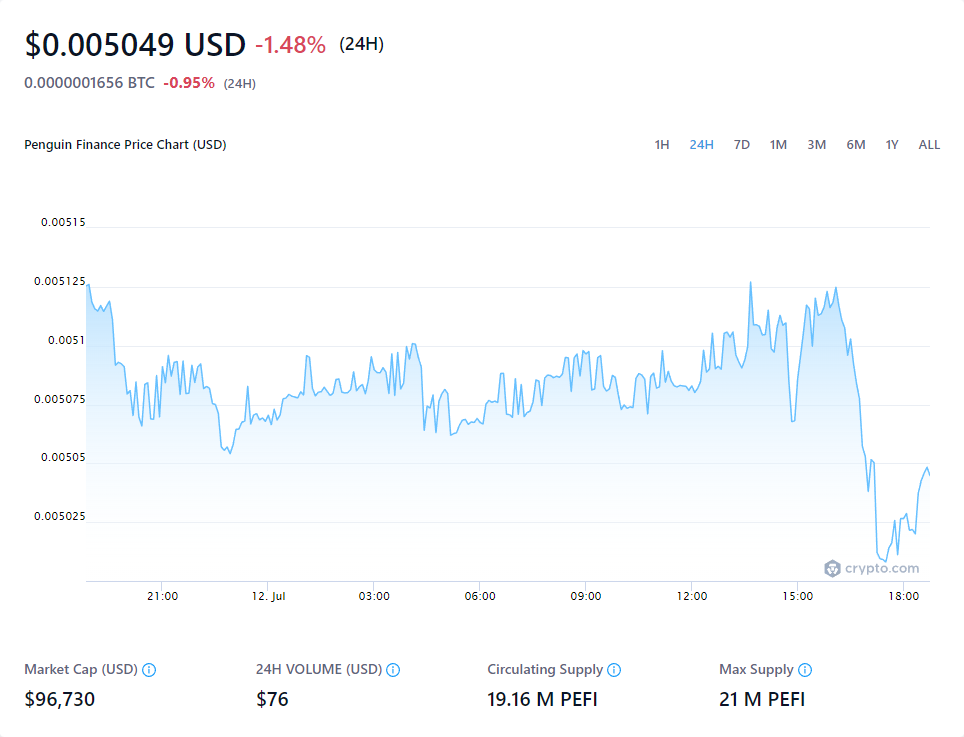 $0.005049 USD -1.48% (24H)
0.0000001656 BTC -0.95% (24H)
Penguin Finance Price Chart (USD) 1H 24H 7D 1M 3M 6M 1Y ALL
0.00515
0.005125
0.0051
0.005075
0.00505
0.005025
crypto.com
21:00 12. Jul 03:00 06:00 09:00 12:00 15:00 18:00
Market Cap (USD) 24H VOLUME (USD) Circulating Supply Max Supply
$96,730 $76 19.16 M PEFI 21 M PEFI